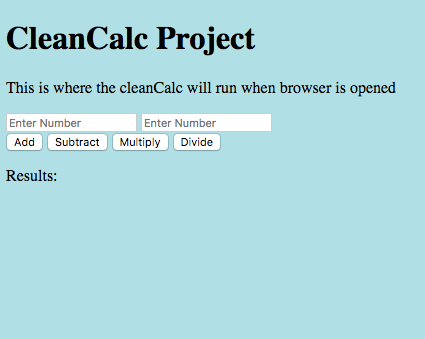 CleanCalc Project
This is where the cleanCalc will run when browser is opened
Enter Number Enter Number
Add Subtract Multiply Divide
Results: